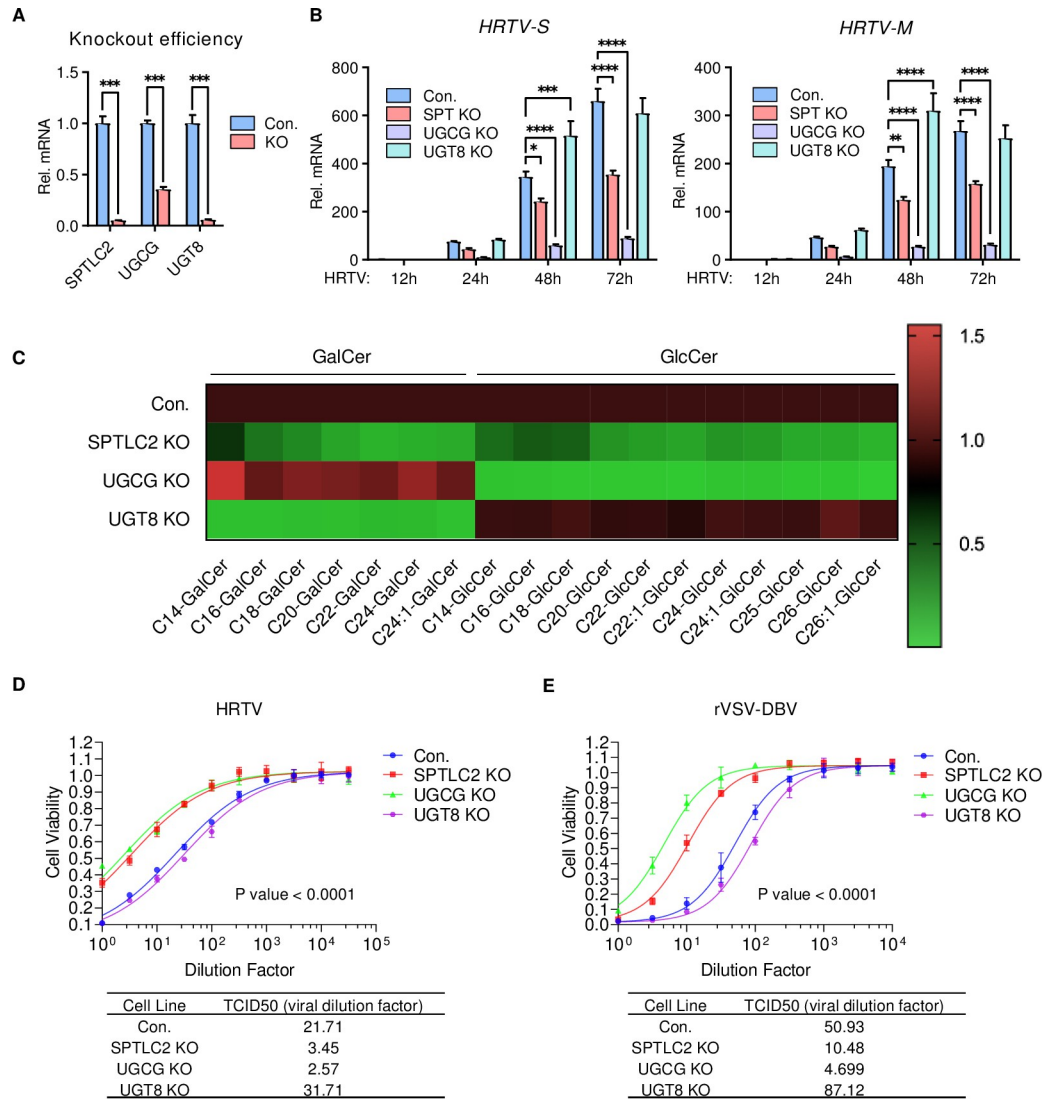 A
Knockout efficiency
Rel. mRNA
1.5
1.0
0.5
0.0
***
***
***
Con.
KO
SPTLC2
UGCG
UGT8
B
HRTV-S
Rel. mRNA
800
600
400
200
0
Con.
SPT KO
UGCG KO
UGT8 KO
***
****
*
****
****
HRTV:
12h
24h
48h
72h
HRTV-M
Rel. mRNA
400
300
200
100
0
Con.
SPT KO
UGCG KO
UGT8 KO
****
****
**
****
****
HRTV:
12h
24h
48h
72h
C
GalCer
GlcCer
Con.
SPTLC2 KO
UGCG KO
UGT8 KO
C14-GalCer
C16-GalCer
C18-GalCer
C20-GalCer
C22-GalCer
C24-GalCer
C24:1-GalCer
C14-GlcCer
C16-GlcCer
C18-GlcCer
C20-GlcCer
C22-GlcCer
C22:1-GlcCer
C24-GlcCer
C24:1-GlcCer
C25-GlcCer
C26-GlcCer
C26:1-GlcCer
1.5
1.0
0.5
D
HRTV
Cell Viability
1.2
1.1
1.0
0.9
0.8
0.7
0.6
0.5
0.4
0.3
0.2
0.1
Con.
SPTLC2 KO
UGCG KO
UGT8 KO
P value < 0.0001
10^0
10^1
10^2
10^3
10^4
10^5
Dilution Factor
Cell Line TCID50 (viral dilution factor)
Con. 21.71
SPTLC2 KO 3.45
UGCG KO 2.57
UGT8 KO 31.71
E
rVSV-DBV
Cell Viability
1.2
1.1
1.0
0.9
0.8
0.7
0.6
0.5
0.4
0.3
0.2
0.1
0.0
Con.
SPTLC2 KO
UGCG KO
UGT8 KO
P value < 0.0001
10^0
10^1
10^2
10^3
10^4
Dilution Factor
Cell Line TCID50 (viral dilution factor)
Con. 50.93
SPTLC2 KO 10.48
UGCG KO 4.699
UGT8 KO 87.12